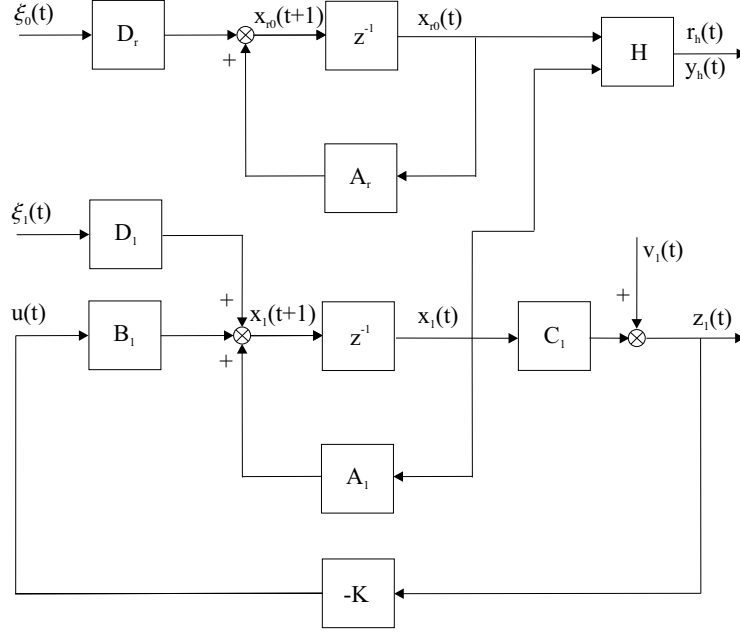 ξ₀(t)
Dᵣ
xᵣ₀(t+1)
z⁻¹
xᵣ₀(t)
H
rₕ(t)
yₕ(t)
+
Aᵣ
ξ₁(t)
D₁
v₁(t)
+
+
u(t)
B₁
x₁(t+1)
z⁻¹
x₁(t)
C₁
z₁(t)
+
A₁
-K